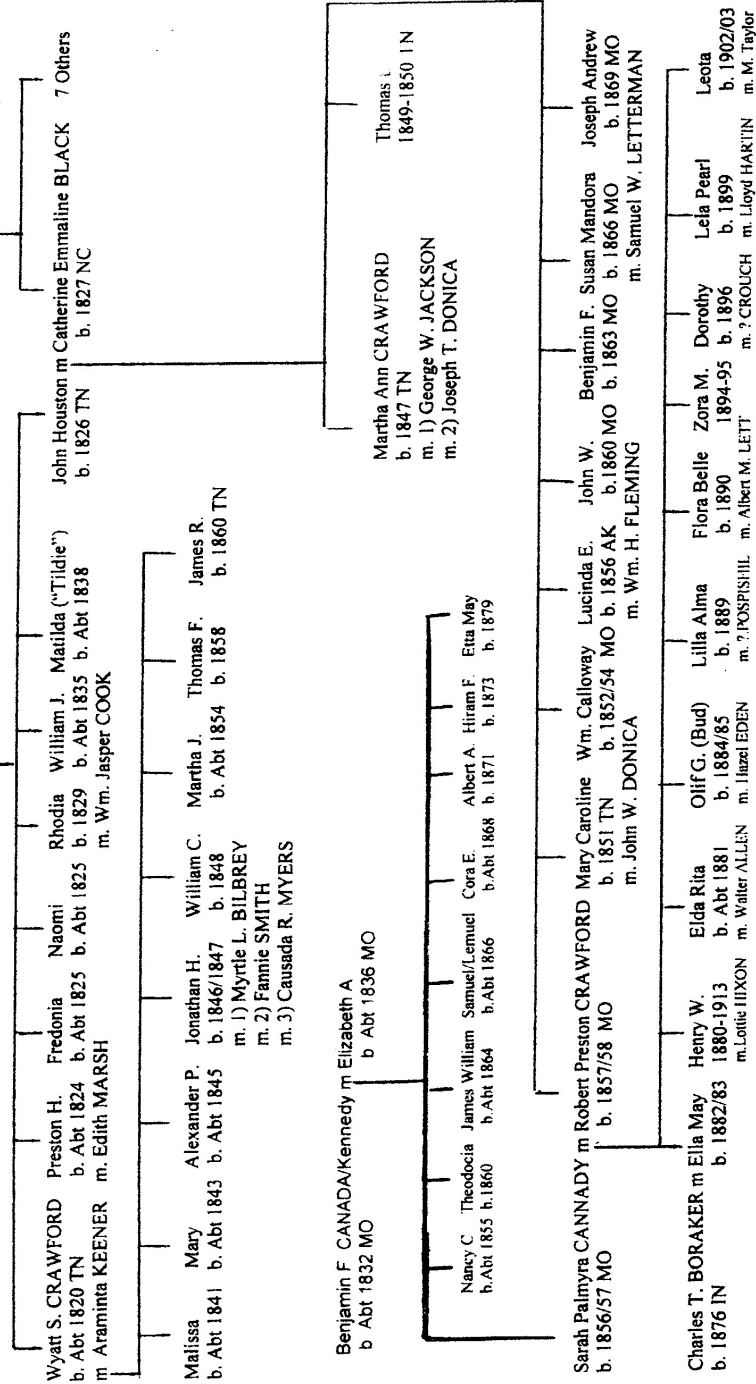 Wyatt S. CRAWFORD Preston H. Fredonia Naomi Rhodia William J. Matilda ("Tildie") John Houston m Catherine Emmaline BLACK 7 Others
b. Abt 1820 TN b. Abt 1824 b. Abt 1825 b. Abt 1825 b. 1829 b. Abt 1835 b. Abt 1838 b. 1826 TN b. 1827 NC
m Araminta KEENER m. Edith MARSH m. Wm. Jasper COOK
Malissa Mary Alexander P. Jonathan H. William C. Martha J. Thomas F. James R.
b. Abt 1841 b. Abt 1843 b. Abt 1845 b. 1846/1847 b. 1848 b. Abt 1854 b. 1858 b. 1860 TN
m. 1) Myrtle L. BILBREY
m. 2) Fannie SMITH
m. 3) Causada R. MYERS
Martha Ann CRAWFORD Thomas
b. 1847 TN 1849-1850 TN
m. 1) George W. JACKSON
m. 2) Joseph T. DONICA
Benjamin F CANADA/Kennedy m Elizabeth A
b Abt 1832 MO b Abt 1836 MO
Nancy C Theodocia James William Samuel/Lemuel Cora E. Albert A. Hiram F. Etta May
b.Abt 1855 b.1860 b.Abt 1864 b.Abt 1866 b.Abt 1868 b. 1871 b. 1873 b. 1879
Sarah Palmyra CANNADY m Robert Preston CRAWFORD Mary Caroline Wm. Calloway Lucinda E. John W. Benjamin F. Susan Mandora Joseph Andrew
b. 1856/57 MO b. 1857/58 MO b. 1851 TN b. 1852/54 MO b. 1856 AK b.1860 MO b. 1863 MO b. 1866 MO b. 1869 MO
m. John W. DONICA m. Wm. H. FLEMING m. Samuel W. LETTERMAN
Charles T. BORAKER m Ella May Henry W. Elda Rita Olif G. (Bud) Lilla Alma Flora Belle Zora M. Dorothy Lela Pearl Leota
b. 1876 IN b. 1882/83 1880-1913 b. Abt 1881 b. 1884/85 b. 1889 b. 1890 1894-95 b. 1896 b. 1899 b. 1902/03
m.Lottie HIXON m. Walter ALLEN m. Hazel EDEN m. ? POSPISHIL m. Albert M. LETT m. ? CROUCH m. Lloyd HARTIN m. M. Taylor